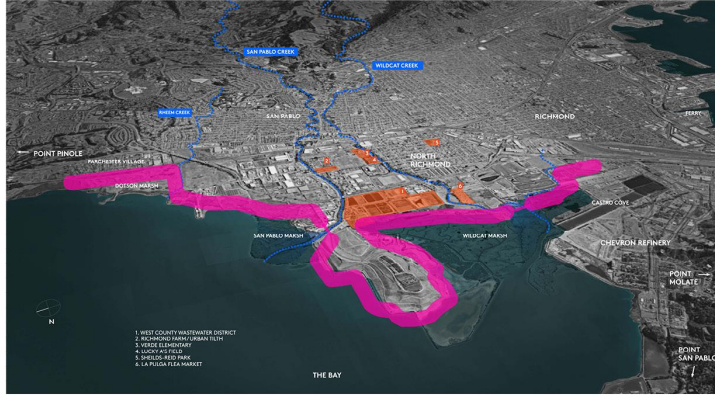 SAN PABLO CREEK
WILDCAT CREEK
RHEEM CREEK
SAN PABLO
RICHMOND
FERRY
POINT PINOLE
PARCHESTER VILLAGE
NORTH
RICHMOND
DOTSON MARSH
CASTRO COVE
SAN PABLO MARSH
WILDCAT MARSH
CHEVRON REFINERY
POINT
MOLATE
N
1. WEST COUNTY WASTEWATER DISTRICT
2. RICHMOND FARM/URBAN TILTH
3. VERDE ELEMENTARY
4. LUCKY A'S FIELD
5. SHEILDS-REID PARK
6. LA PULGA FLEA MARKET
POINT
SAN PABLO
THE BAY